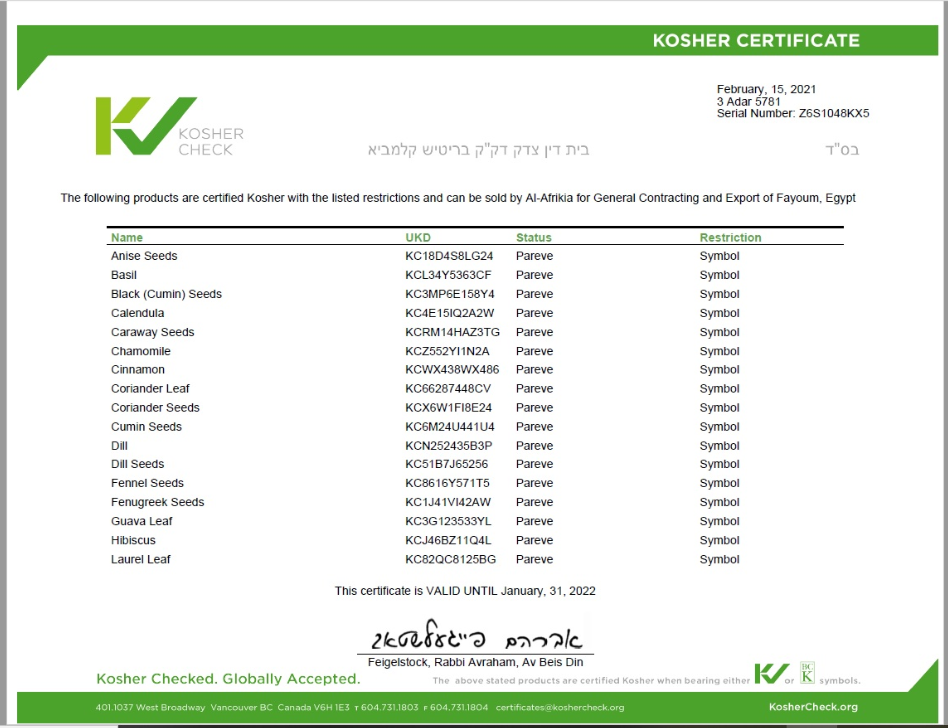 KOSHER CERTIFICATE
February, 15, 2021
3 Adar 5781
Serial Number: Z6S1048KX5
KOSHER
CHECK
בית דין צדק דק"ק בריטיש קלמביא
בס"ד
The following products are certified Kosher with the listed restrictions and can be sold by Al-Afrikia for General Contracting and Export of Fayoum, Egypt
Name UKD Status Restriction
Anise Seeds KC18D4S8LG24 Pareve Symbol
Basil KCL34Y5363CF Pareve Symbol
Black (Cumin) Seeds KC3MP6E158Y4 Pareve Symbol
Calendula KC4E15IQ2A2W Pareve Symbol
Caraway Seeds KCRM14HAZ3TG Pareve Symbol
Chamomile KCZ552YI1N2A Pareve Symbol
Cinnamon KCWX438WX486 Pareve Symbol
Coriander Leaf KC66287448CV Pareve Symbol
Coriander Seeds KCX6W1FI8E24 Pareve Symbol
Cumin Seeds KC6M24U441U4 Pareve Symbol
Dill KCN252435B3P Pareve Symbol
Dill Seeds KC51B7J65256 Pareve Symbol
Fennel Seeds KC8616Y571T5 Pareve Symbol
Fenugreek Seeds KC1J41VI42AW Pareve Symbol
Guava Leaf KC3G123533YL Pareve Symbol
Hibiscus KCJ46BZ11Q4L Pareve Symbol
Laurel Leaf KC82QC8125BG Pareve Symbol
This certificate is VALID UNTIL January, 31, 2022
אברהם פייגעלשטאק
Feigelstock, Rabbi Avraham, Av Beis Din
Kosher Checked. Globally Accepted.
The above stated products are certified Kosher when bearing either KV or BC K symbols.
401.1037 West Broadway Vancouver BC Canada V6H 1E3 T 604.731.1803 F 604.731.1804 certificates@koshercheck.org
KosherCheck.org